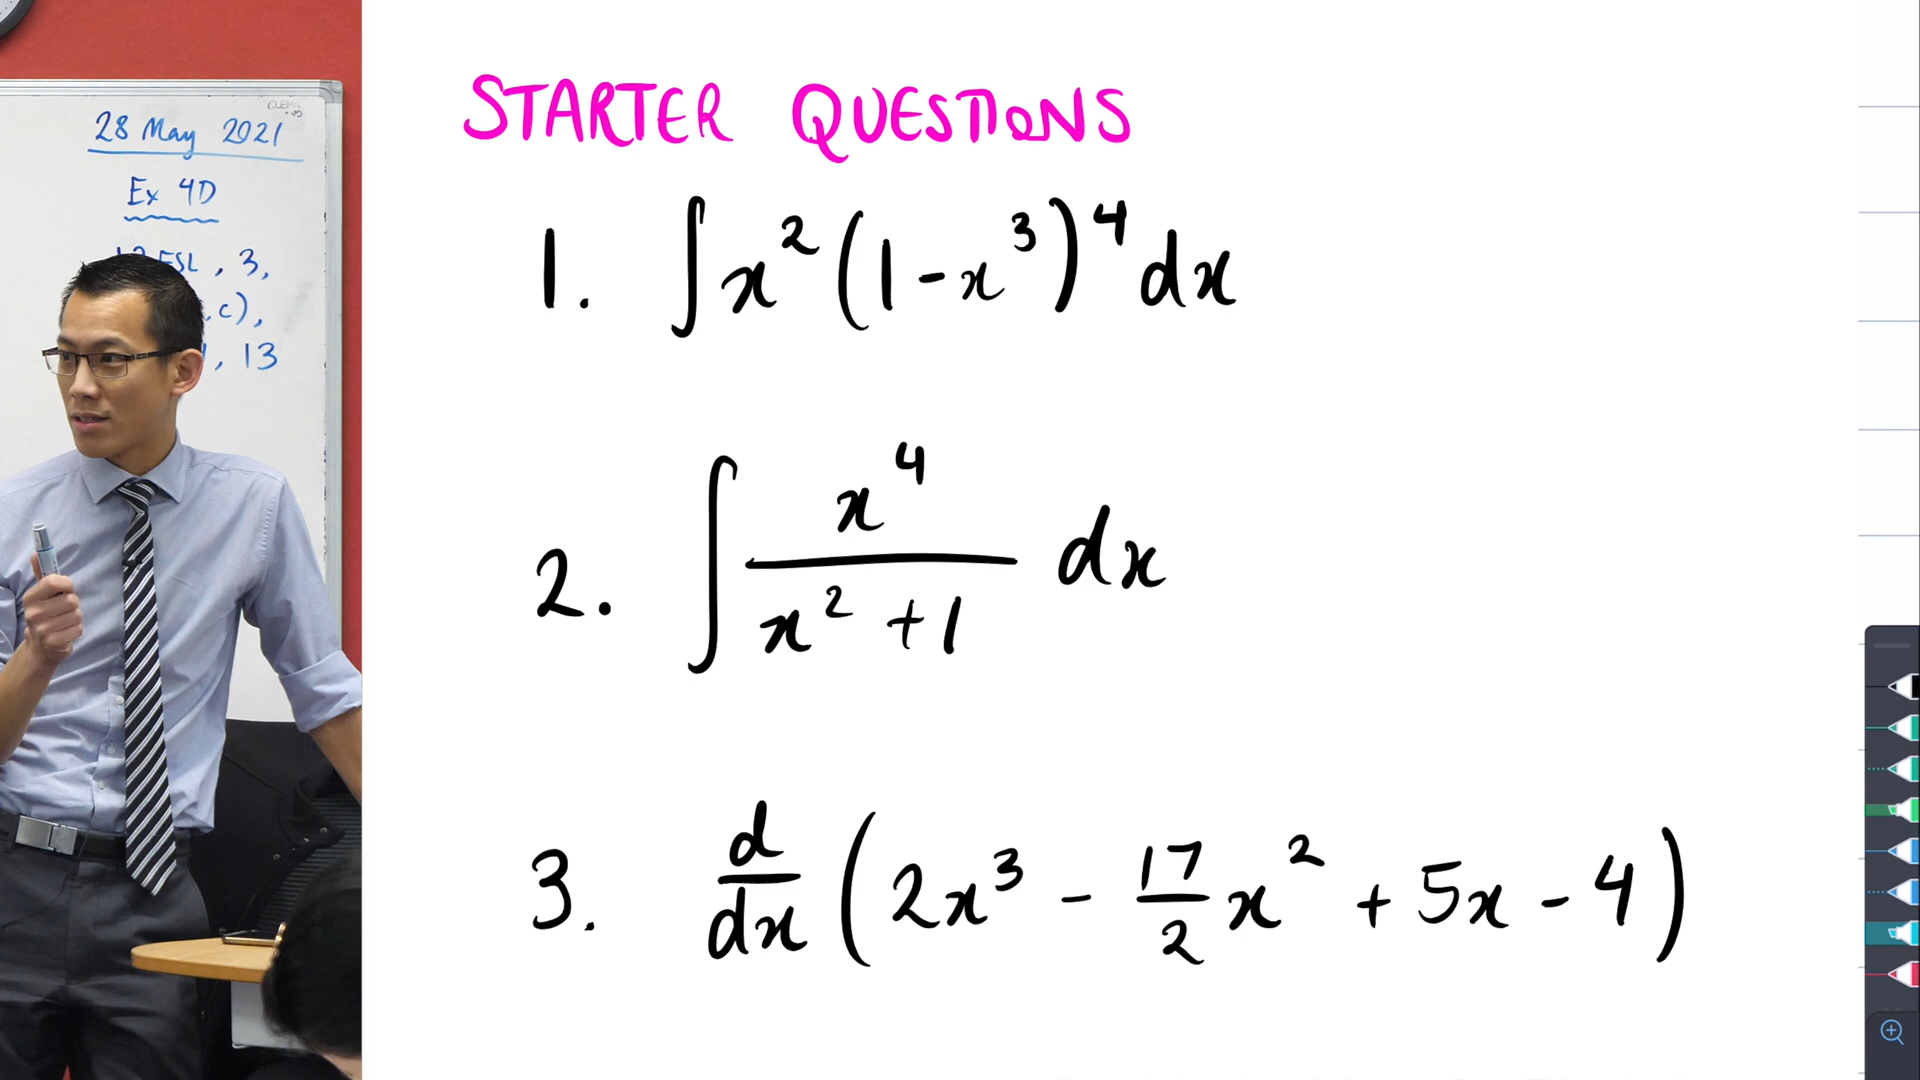 28 May 2021
Ex 4D
, 3,
,c),
, 13
STARTER QUESTIONS
1. ∫x²(1-x³)⁴dx
2. ∫ x⁴/(x²+1) dx
3. d/dx (2x³ - 17/2 x² + 5x - 4)